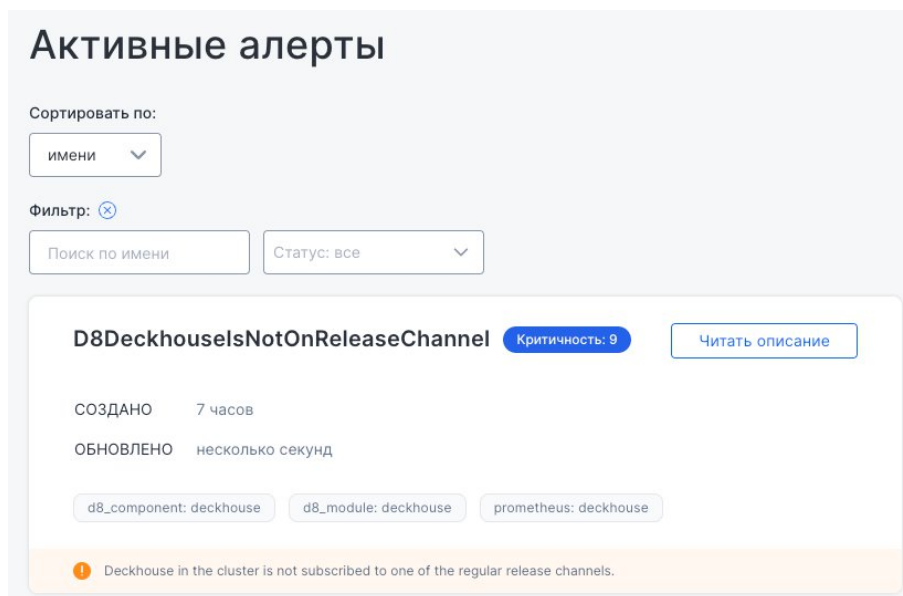 Активные алерты
Сортировать по:
имени
Фильтр:
Поиск по имени
Статус: все
D8DeckhouseIsNotOnReleaseChannel Критичность: 9 Читать описание
СОЗДАНО 7 часов
ОБНОВЛЕНО несколько секунд
d8_component: deckhouse d8_module: deckhouse prometheus: deckhouse
Deckhouse in the cluster is not subscribed to one of the regular release channels.